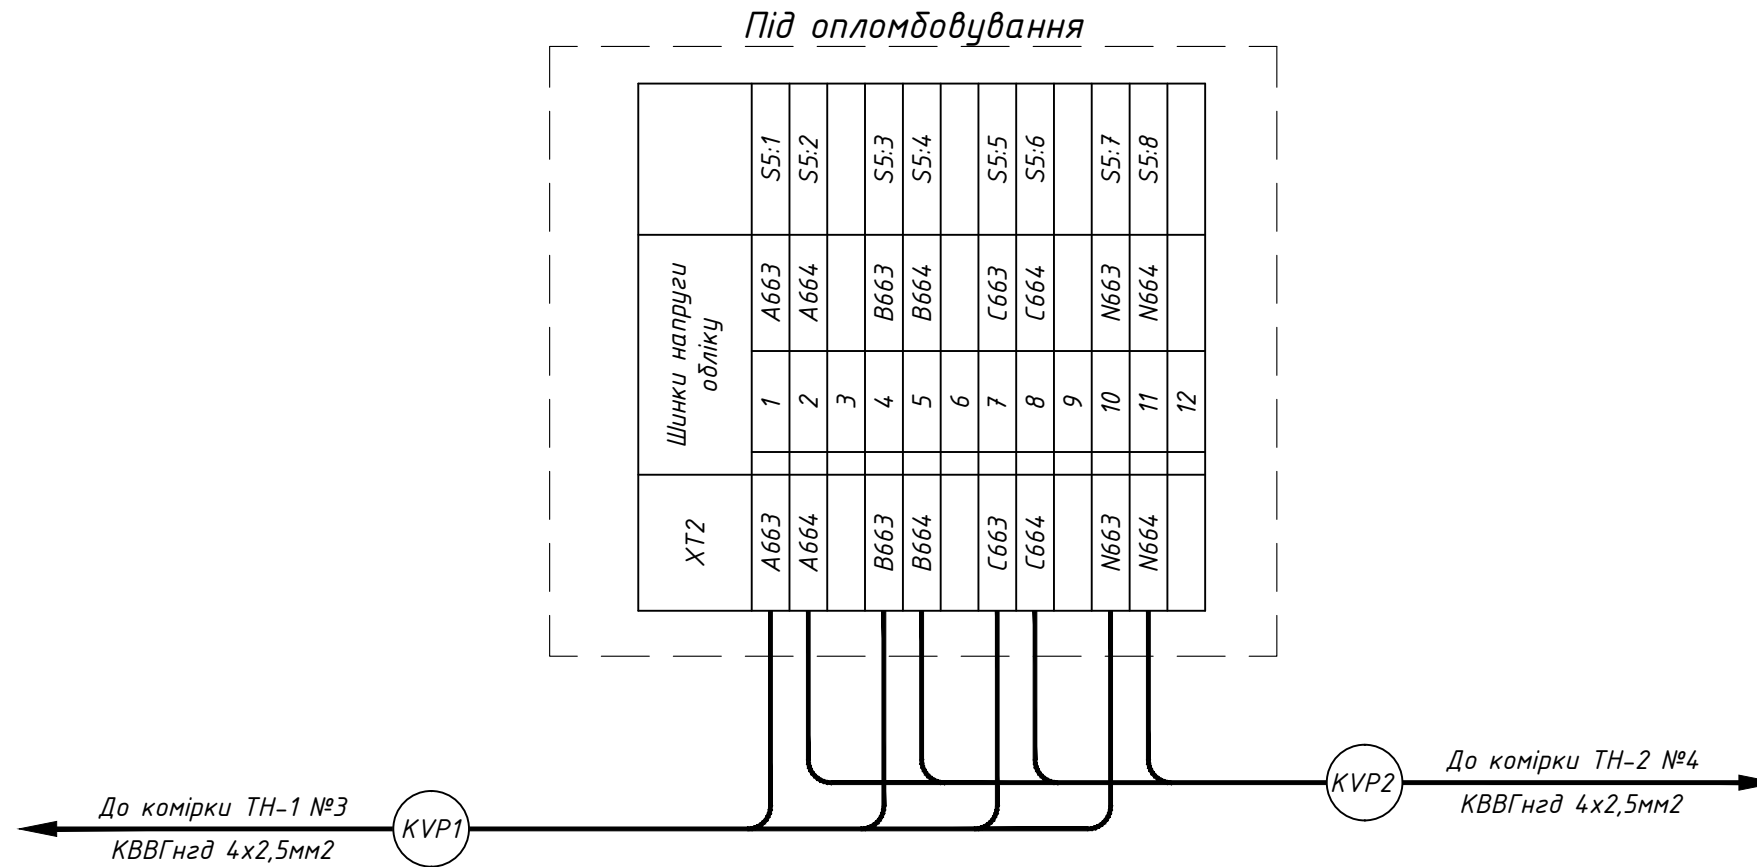 Під опломбовування
S5:1
S5:2
S5:3
S5:4
S5:5
S5:6
S5:7
S5:8
Шинки напруги
обліку
A663
A664
B663
B664
C663
C664
N663
N664
1
2
3
4
5
6
7
8
9
10
11
12
XT2
A663
A664
B663
B664
C663
C664
N663
N664
До комірки ТН-1 №3
KVP1
КВВГнгд 4х2,5мм2
До комірки ТН-2 №4
KVP2
КВВГнгд 4х2,5мм2